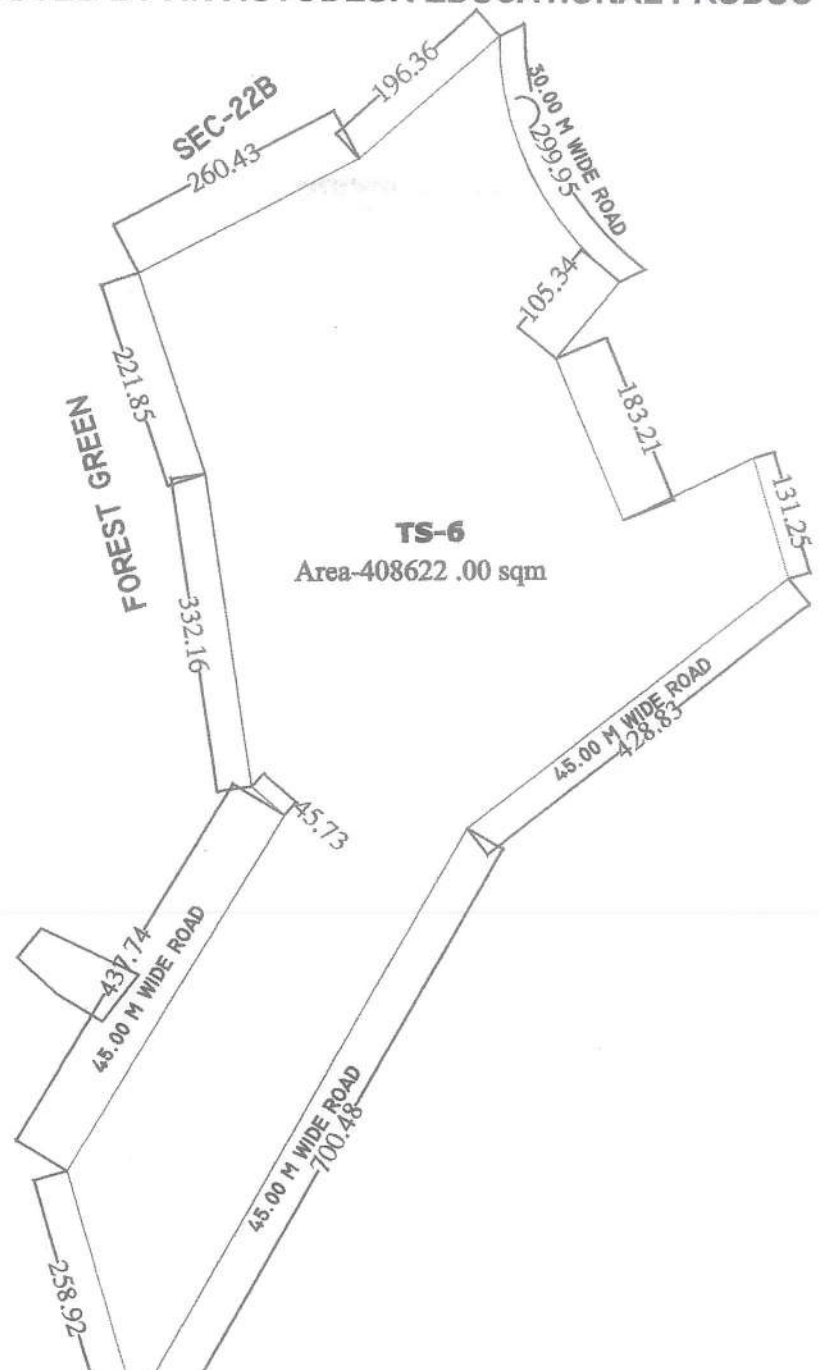 EDUCATIONAL
196.36
SEC-22B
260.43
30.00 M WIDE ROAD
299.95
105.34
221.85
183.21
FOREST GREEN
131.25
TS-6
Area-408622 .00 sqm
332.16
45.00 M WIDE ROAD
428.83
45.73
437.74
45.00 M WIDE ROAD
45.00 M WIDE ROAD
700.48
258.92